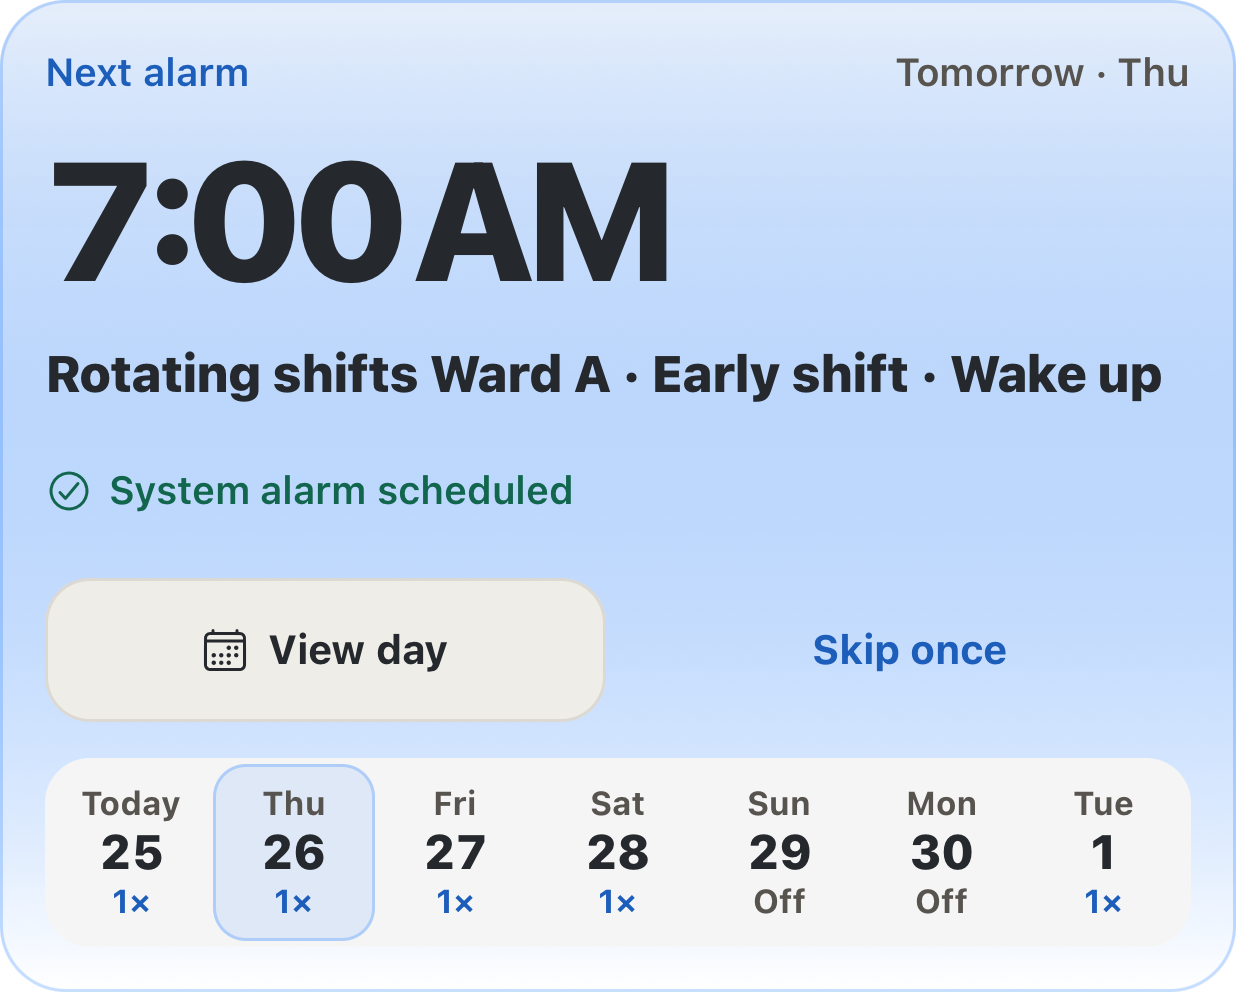 Next alarm
Tomorrow · Thu
7:00 AM
Rotating shifts Ward A · Early shift · Wake up
System alarm scheduled
View day
Skip once
Today Thu Fri Sat Sun Mon Tue
25 26 27 28 29 30 1
1× 1× 1× 1× Off Off 1×